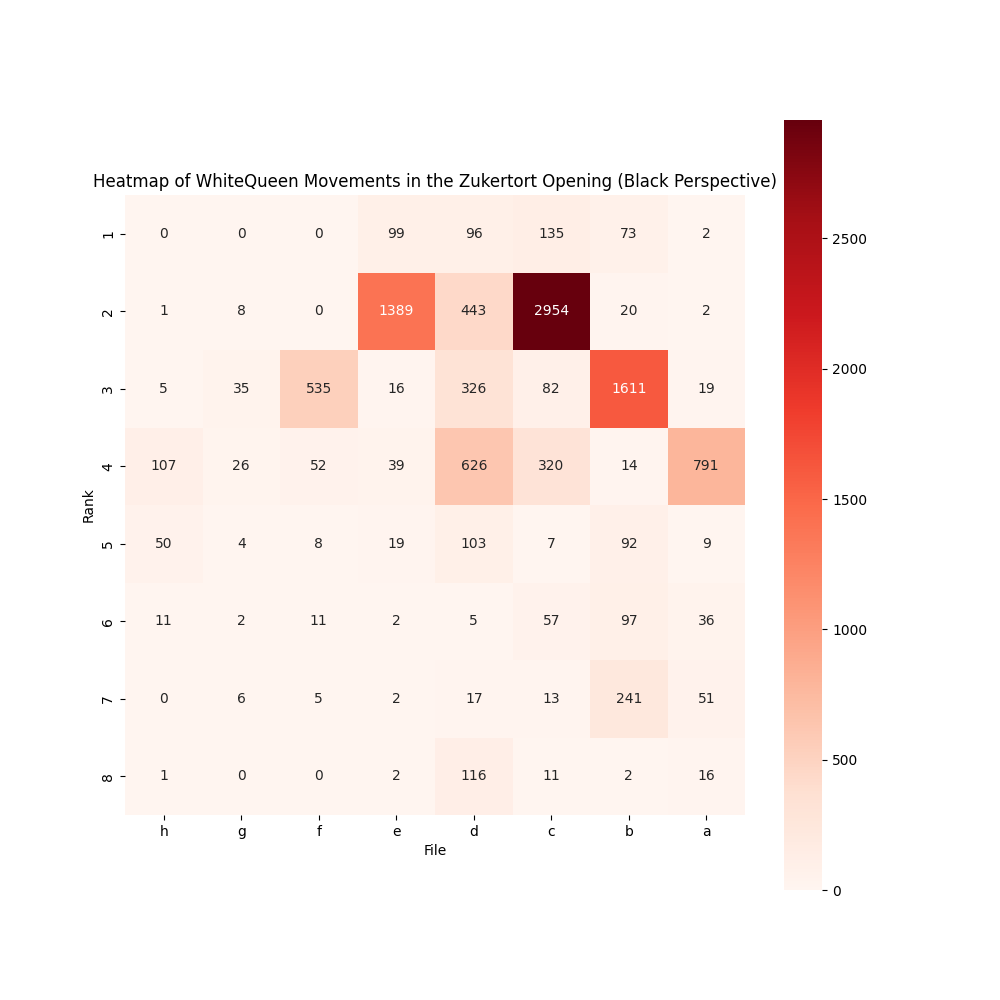 Heatmap of WhiteQueen Movements in the Zukertort Opening (Black Perspective)
1 0 0 0 99 96 135 73 2
2 1 8 0 1389 443 2954 20 2
3 5 35 535 16 326 82 1611 19
4 107 26 52 39 626 320 14 791
Rank
5 50 4 8 19 103 7 92 9
6 11 2 11 2 5 57 97 36
7 0 6 5 2 17 13 241 51
8 1 0 0 2 116 11 2 16
h g f e d c b a
File
2500
2000
1500
1000
500
0